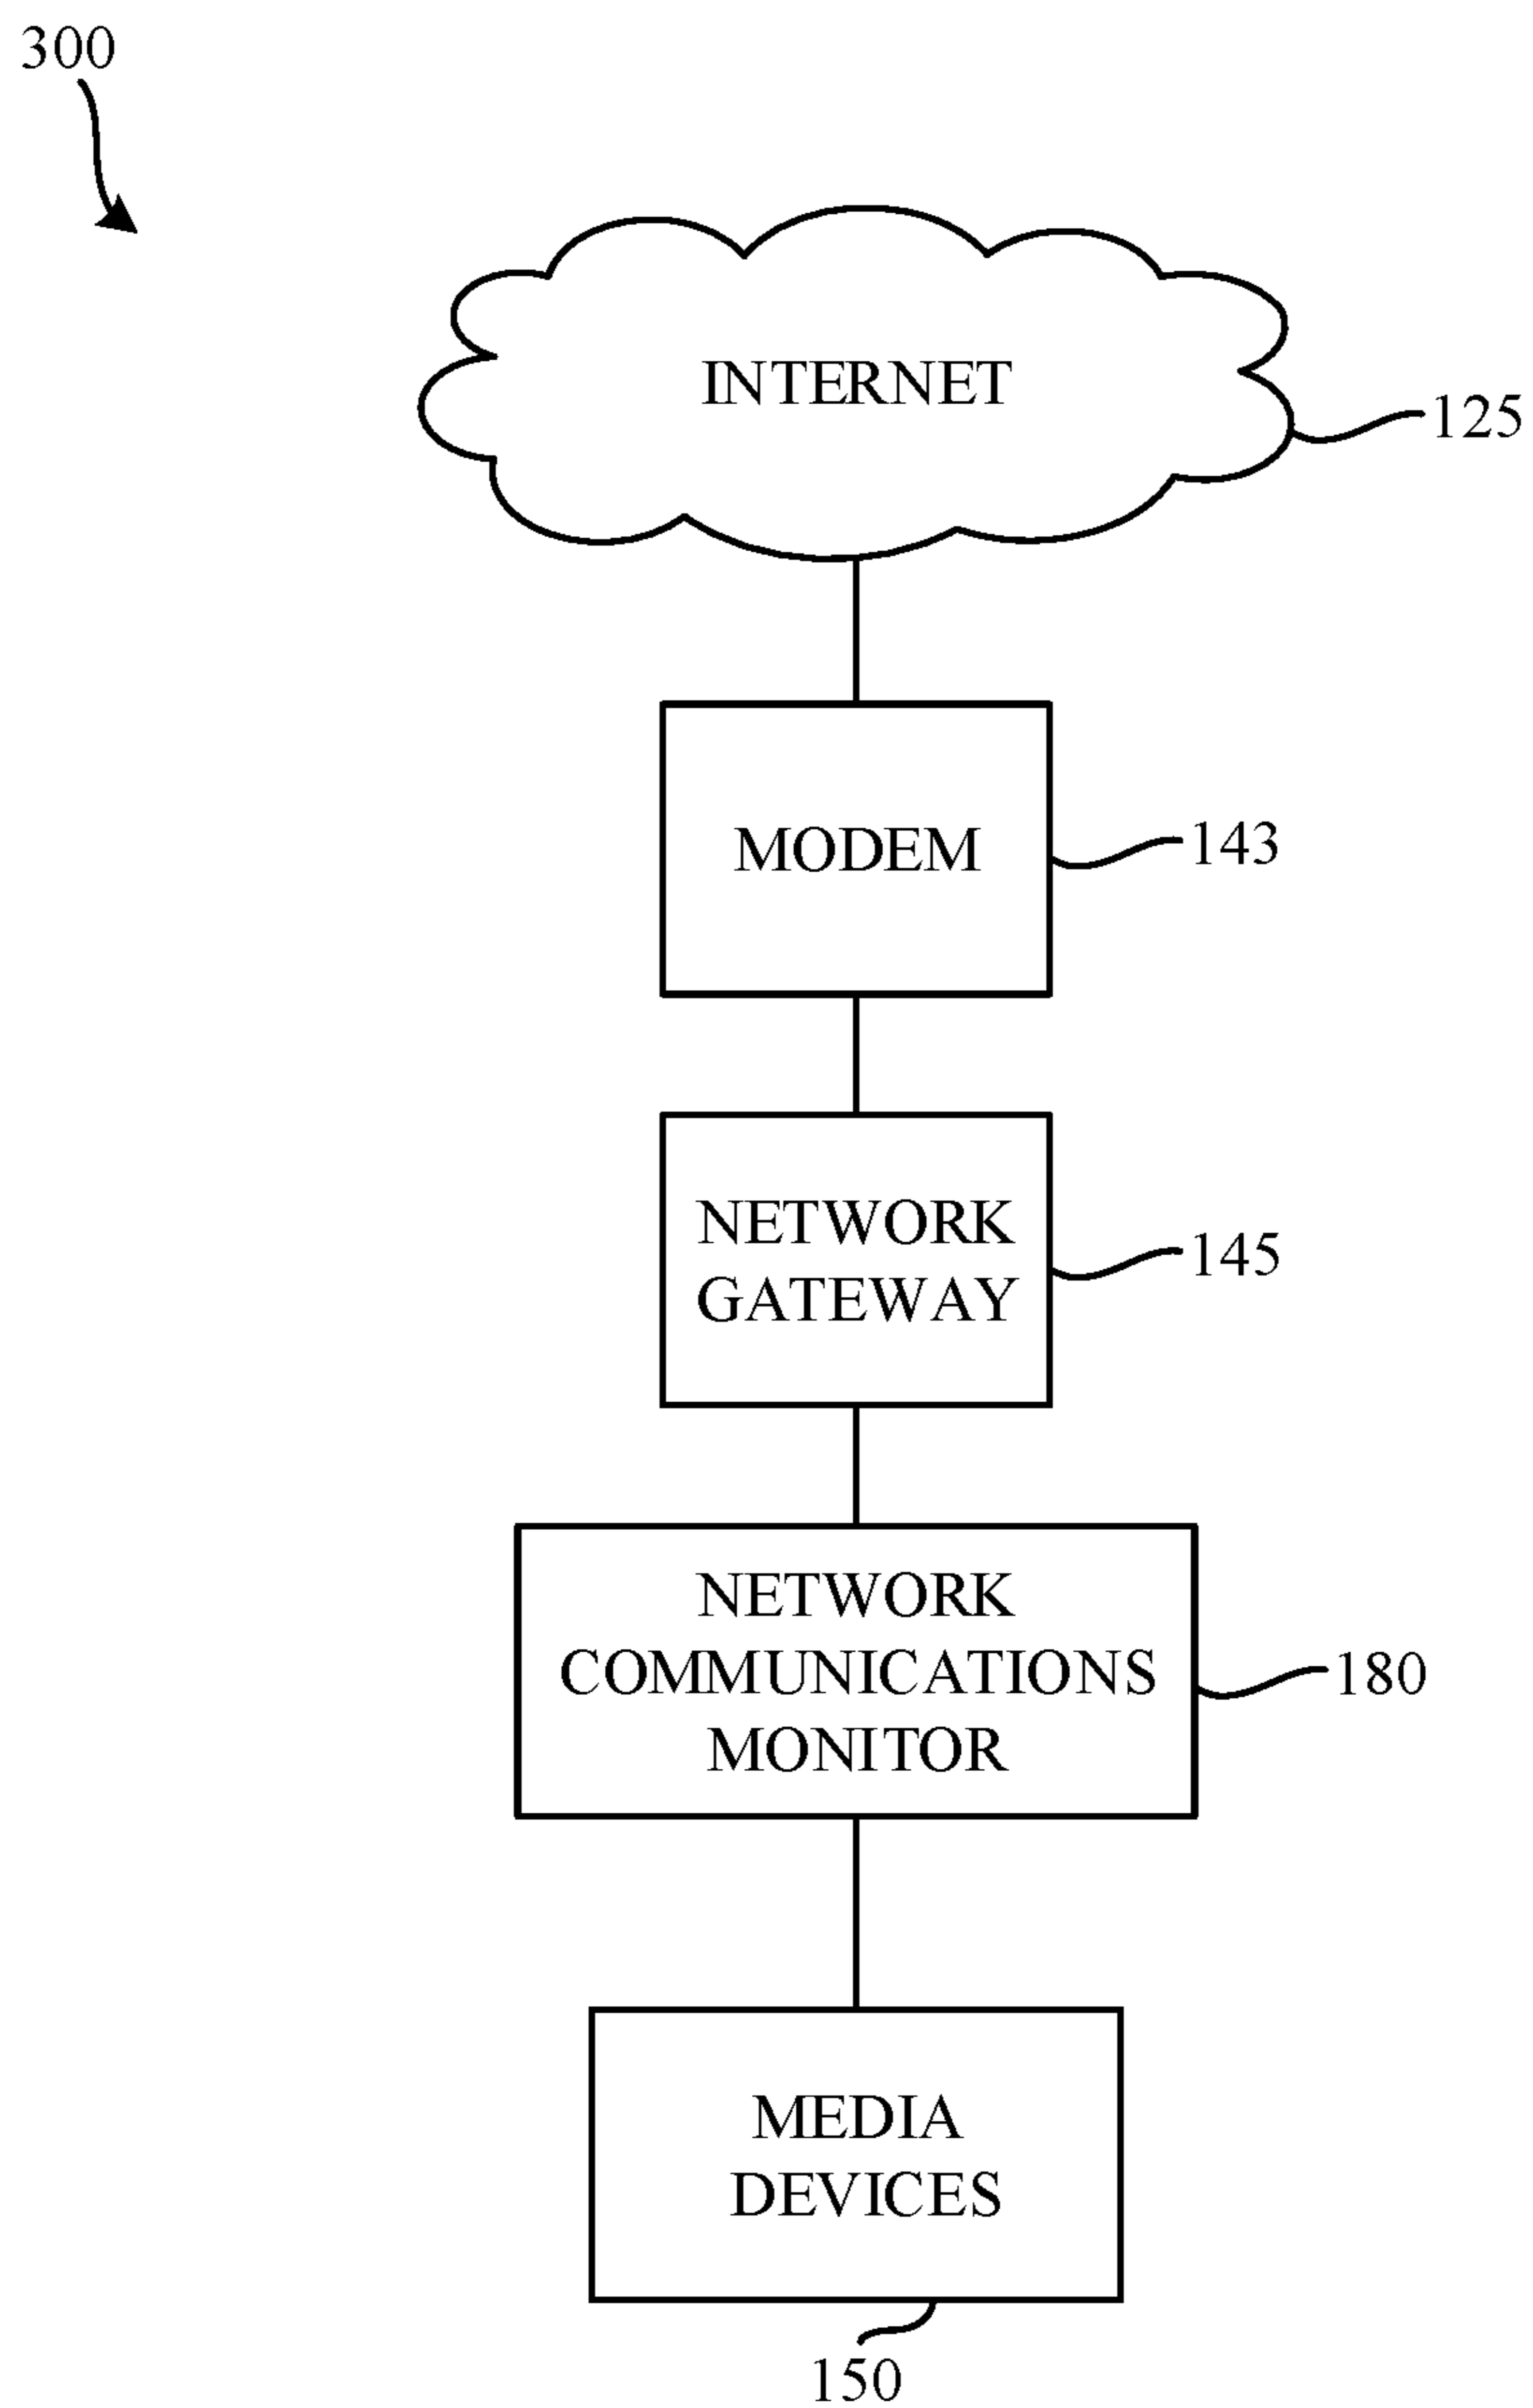 300
INTERNET
125
MODEM
143
NETWORK
GATEWAY
145
NETWORK
COMMUNICATIONS
MONITOR
180
MEDIA
DEVICES
150